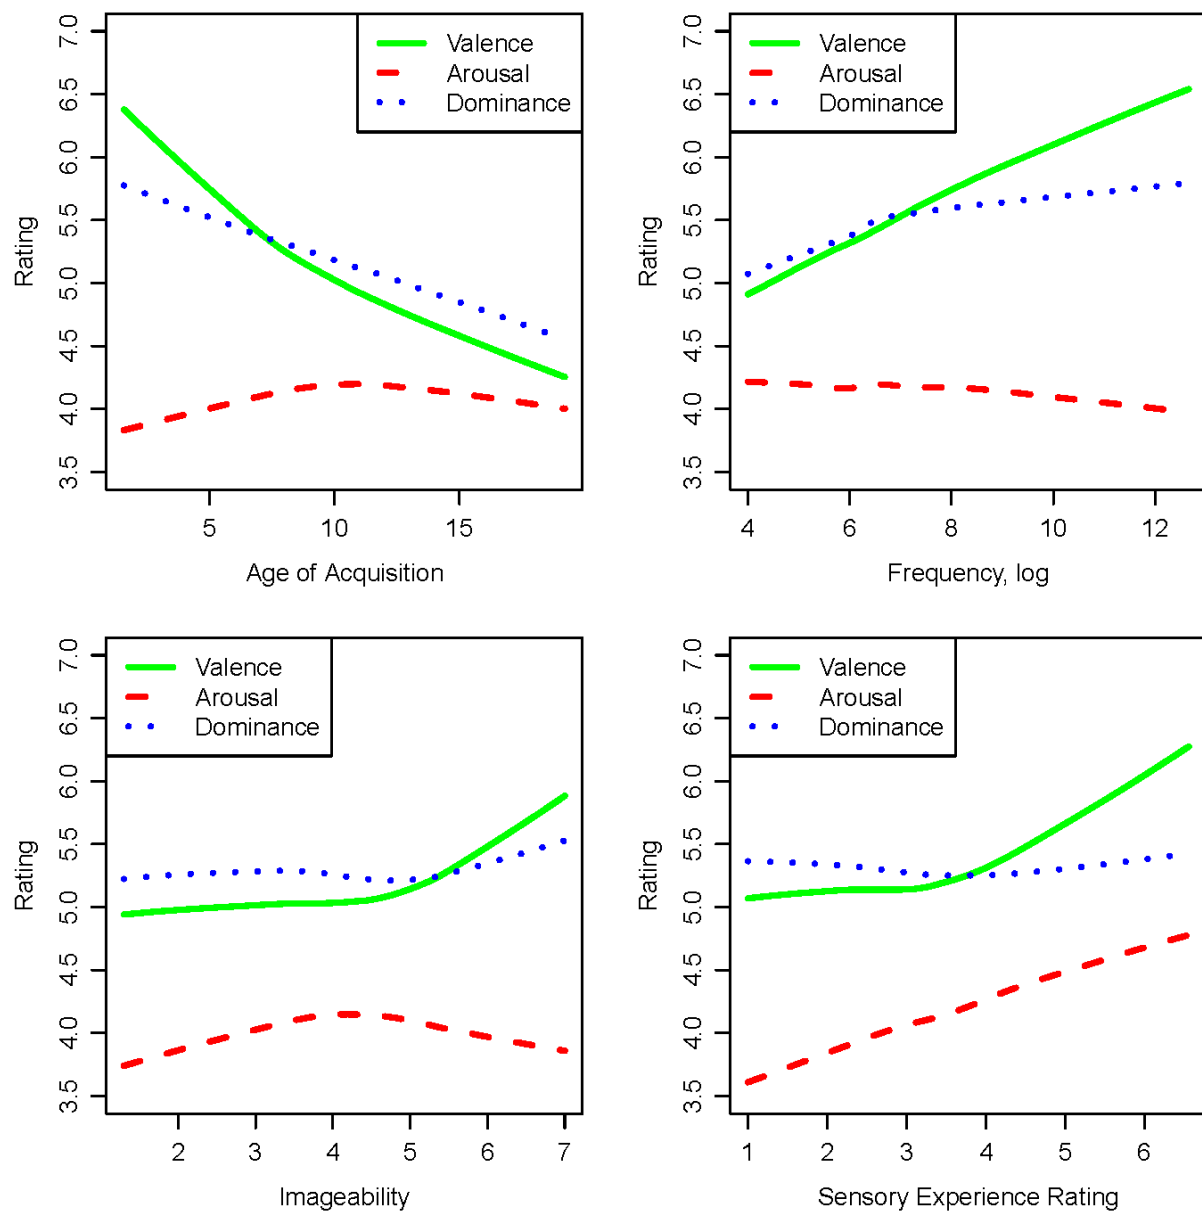 7.0
6.5
6.0
5.5
5.0
4.5
4.0
3.5
Rating
Valence
Arousal
Dominance
5 10 15
Age of Acquisition
7.0
6.5
6.0
5.5
5.0
4.5
4.0
3.5
Rating
Valence
Arousal
Dominance
4 6 8 10 12
Frequency, log
7.0
6.5
6.0
5.5
5.0
4.5
4.0
3.5
Rating
Valence
Arousal
Dominance
2 3 4 5 6 7
Imageability
7.0
6.5
6.0
5.5
5.0
4.5
4.0
3.5
Rating
Valence
Arousal
Dominance
1 2 3 4 5 6
Sensory Experience Rating